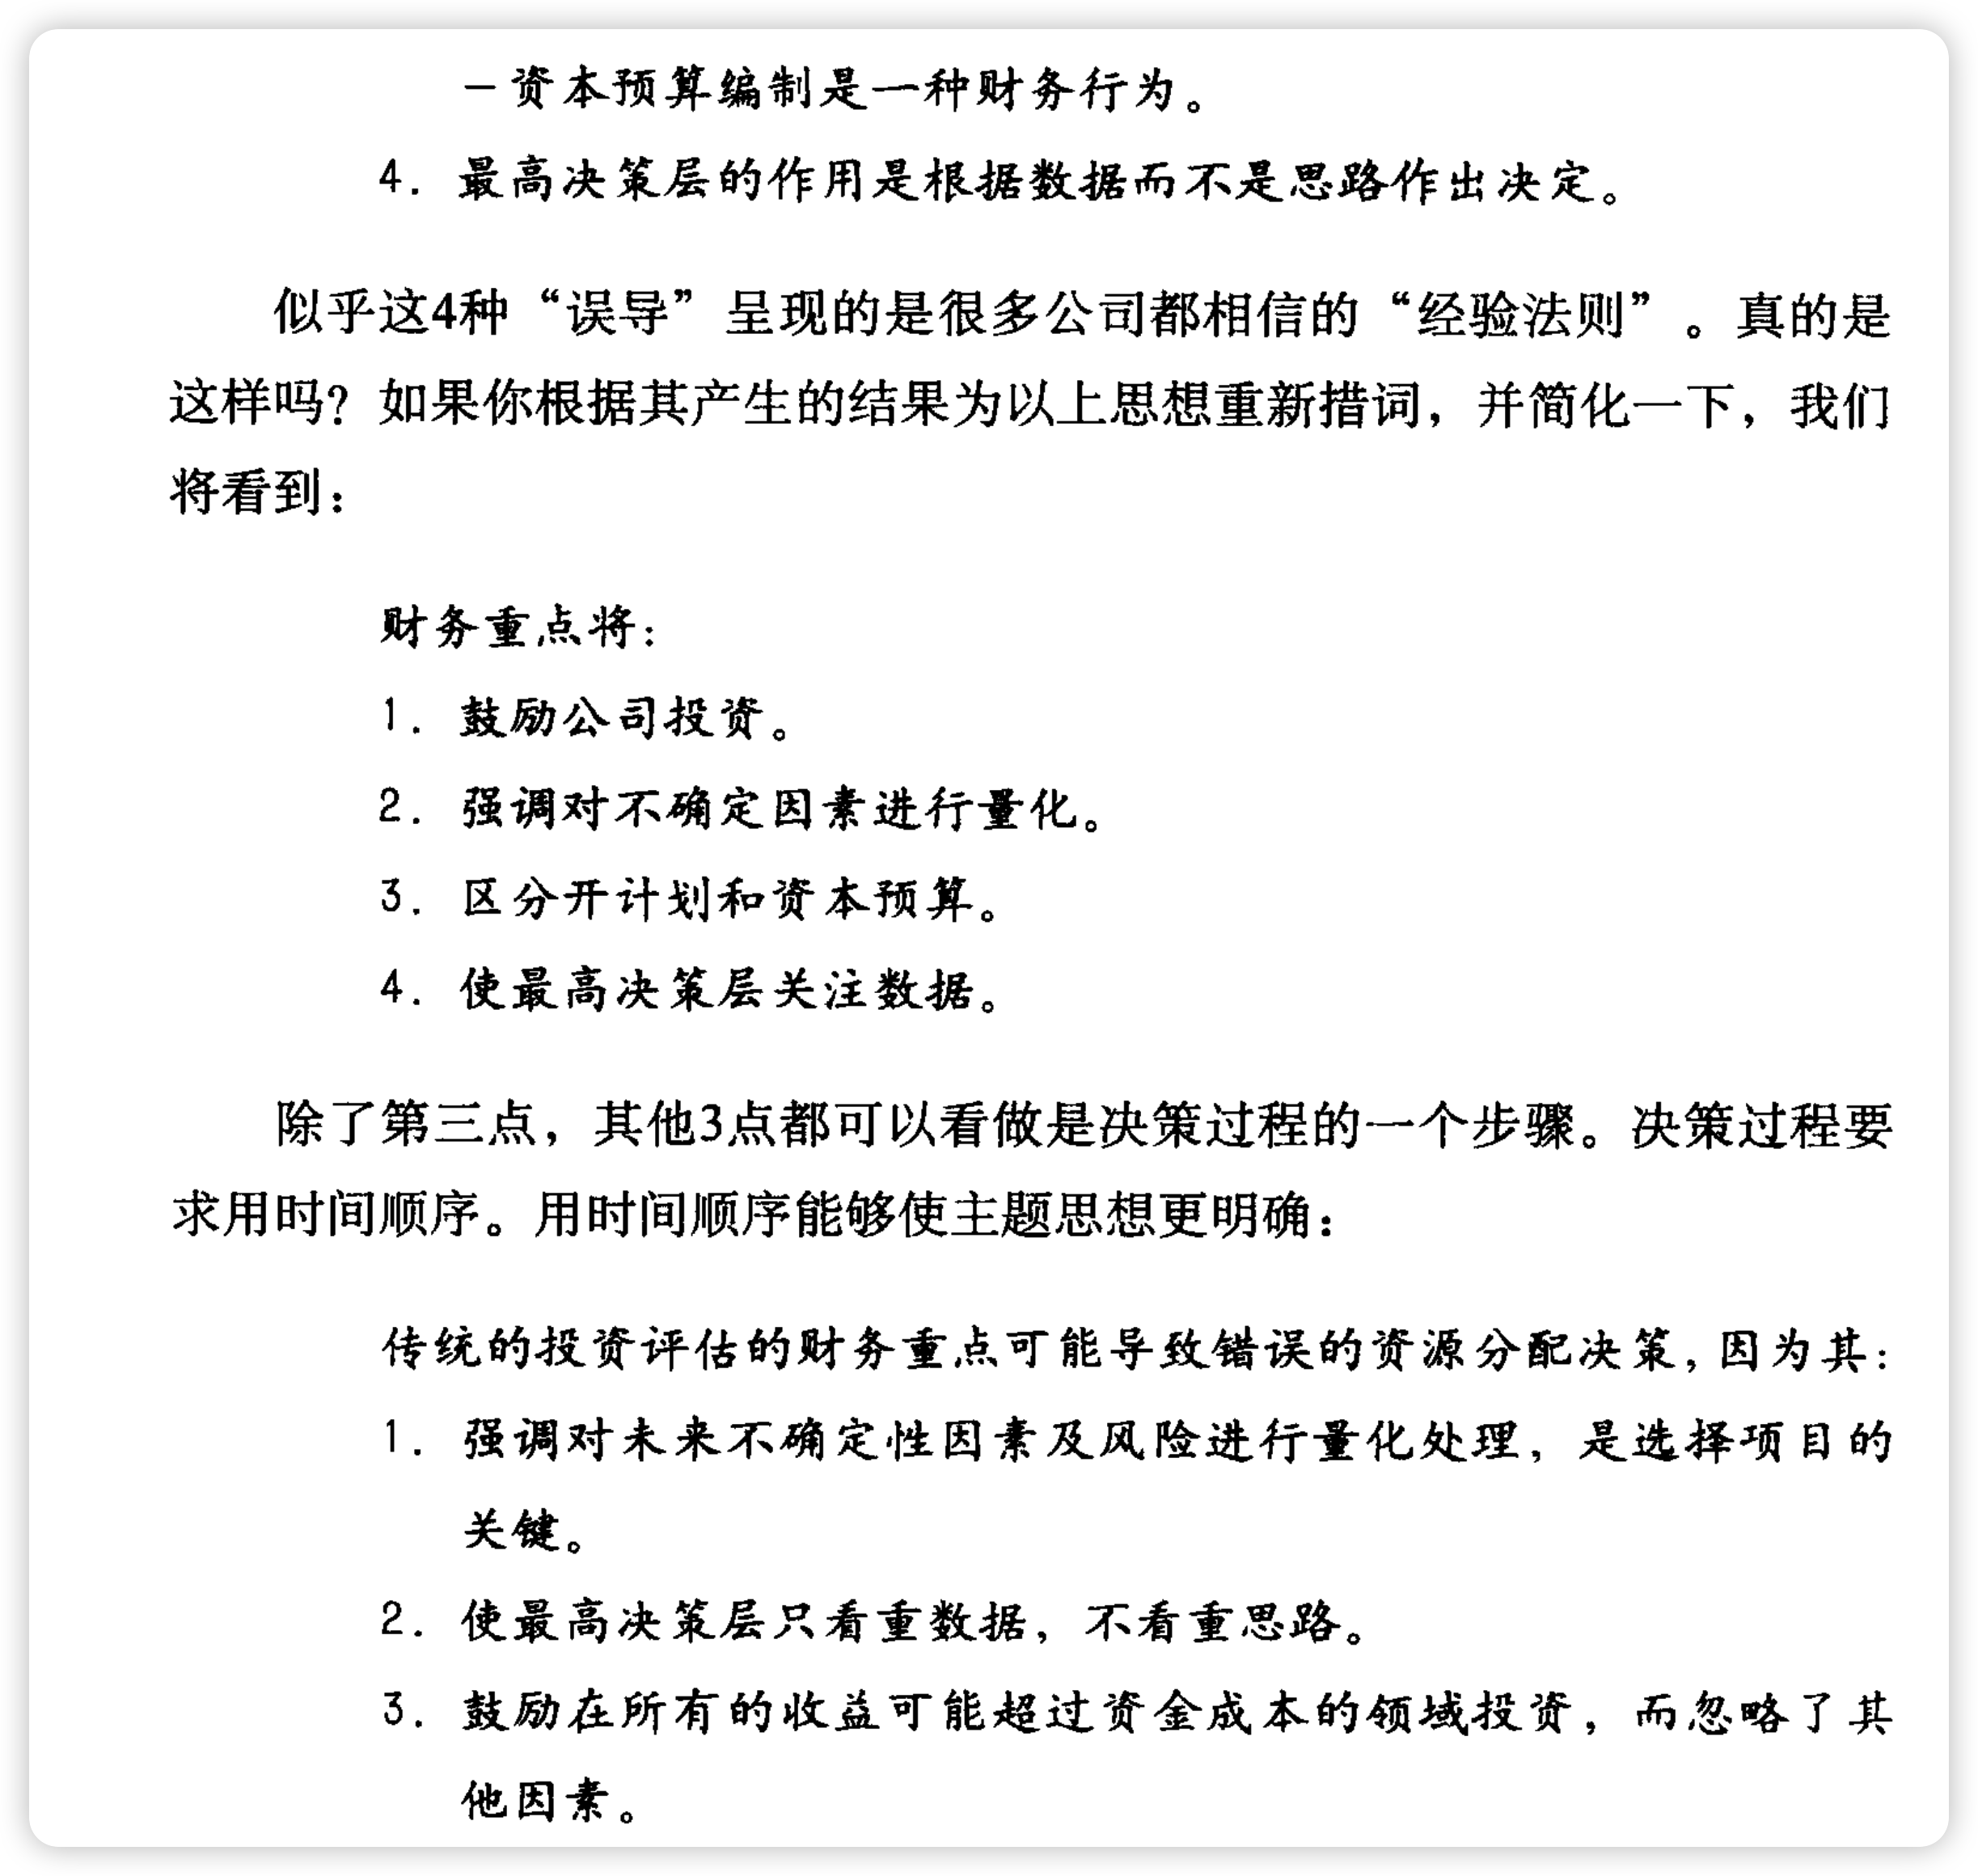 –资本预算编制是一种财务行为。
4. 最高决策层的作用是根据数据而不是思路作出决定。
似乎这4种“误导”呈现的是很多公司都相信的“经验法则”。真的是
这样吗？如果你根据其产生的结果为以上思想重新措词，并简化一下，我们
将看到：
财务重点将：
1. 鼓励公司投资。
2. 强调对不确定因素进行量化。
3. 区分开计划和资本预算。
4. 使最高决策层关注数据。
除了第三点，其他3点都可以看做是决策过程的一个步骤。决策过程要
求用时间顺序。用时间顺序能够使主题思想更明确：
传统的投资评估的财务重点可能导致错误的资源分配决策，因为其：
1. 强调对未来不确定性因素及风险进行量化处理，是选择项目的
关键。
2. 使最高决策层只看重数据，不看重思路。
3. 鼓励在所有的收益可能超过资金成本的领域投资，而忽略了其
他因素。